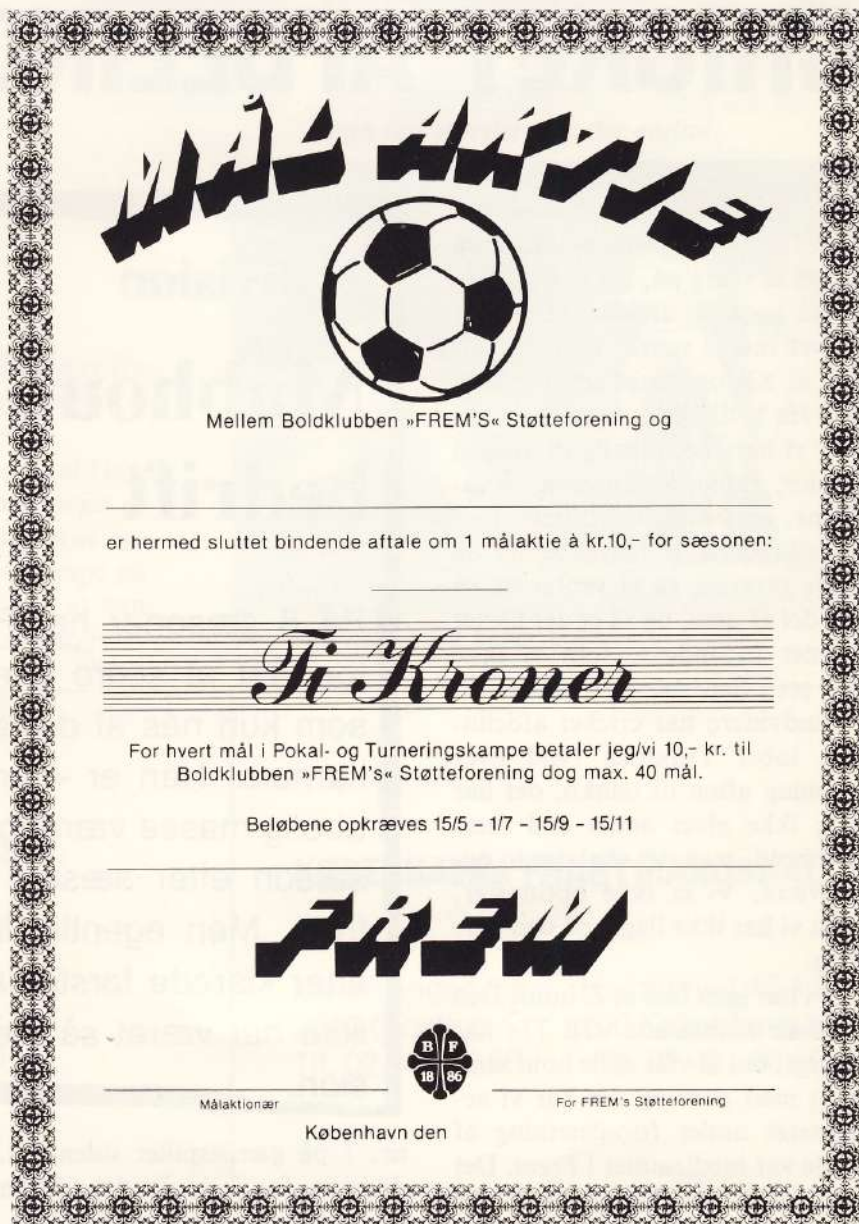 MÅL AKTIE
Mellem Boldklubben »FREM'S« Støtteforening og
er hermed sluttet bindende aftale om 1 målaktie à kr.10,- for sæsonen:
Ti Kroner
For hvert mål i Pokal- og Turneringskampe betaler jeg/vi 10,- kr. til
Boldklubben »FREM's« Støtteforening dog max. 40 mål.
Beløbene opkræves 15/5 - 1/7 - 15/9 - 15/11
FREM
B F
18 86
Målaktionær
For FREM's Støtteforening
København den